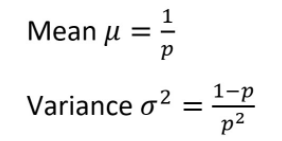 Mean μ = 1/p
Variance σ² = 1−p/p²